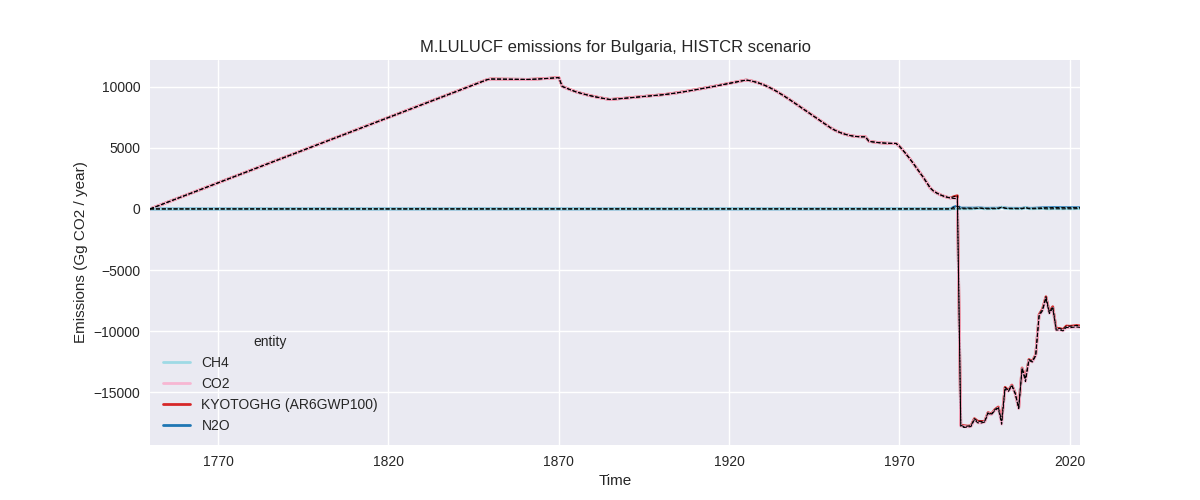 M.LULUCF emissions for Bulgaria, HISTCR scenario
Emissions (Gg CO2 / year)
10000
5000
0
−5000
−10000
−15000
entity
CH4
CO2
KYOTOGHG (AR6GWP100)
N2O
1770
1820
1870
1920
1970
2020
Time